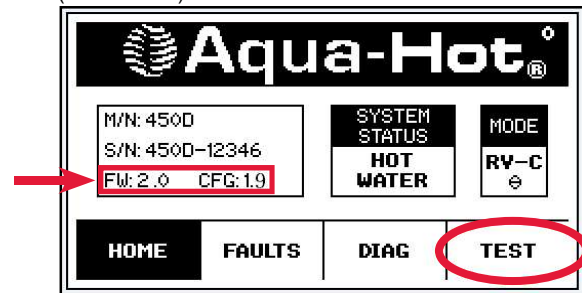 Aqua-Hot®
M/N: 450D
S/N: 450D-12346
FW: 2.0 CFG: 1.9
SYSTEM
STATUS
HOT
WATER
MODE
RV-C
HOME FAULTS DIAG TEST